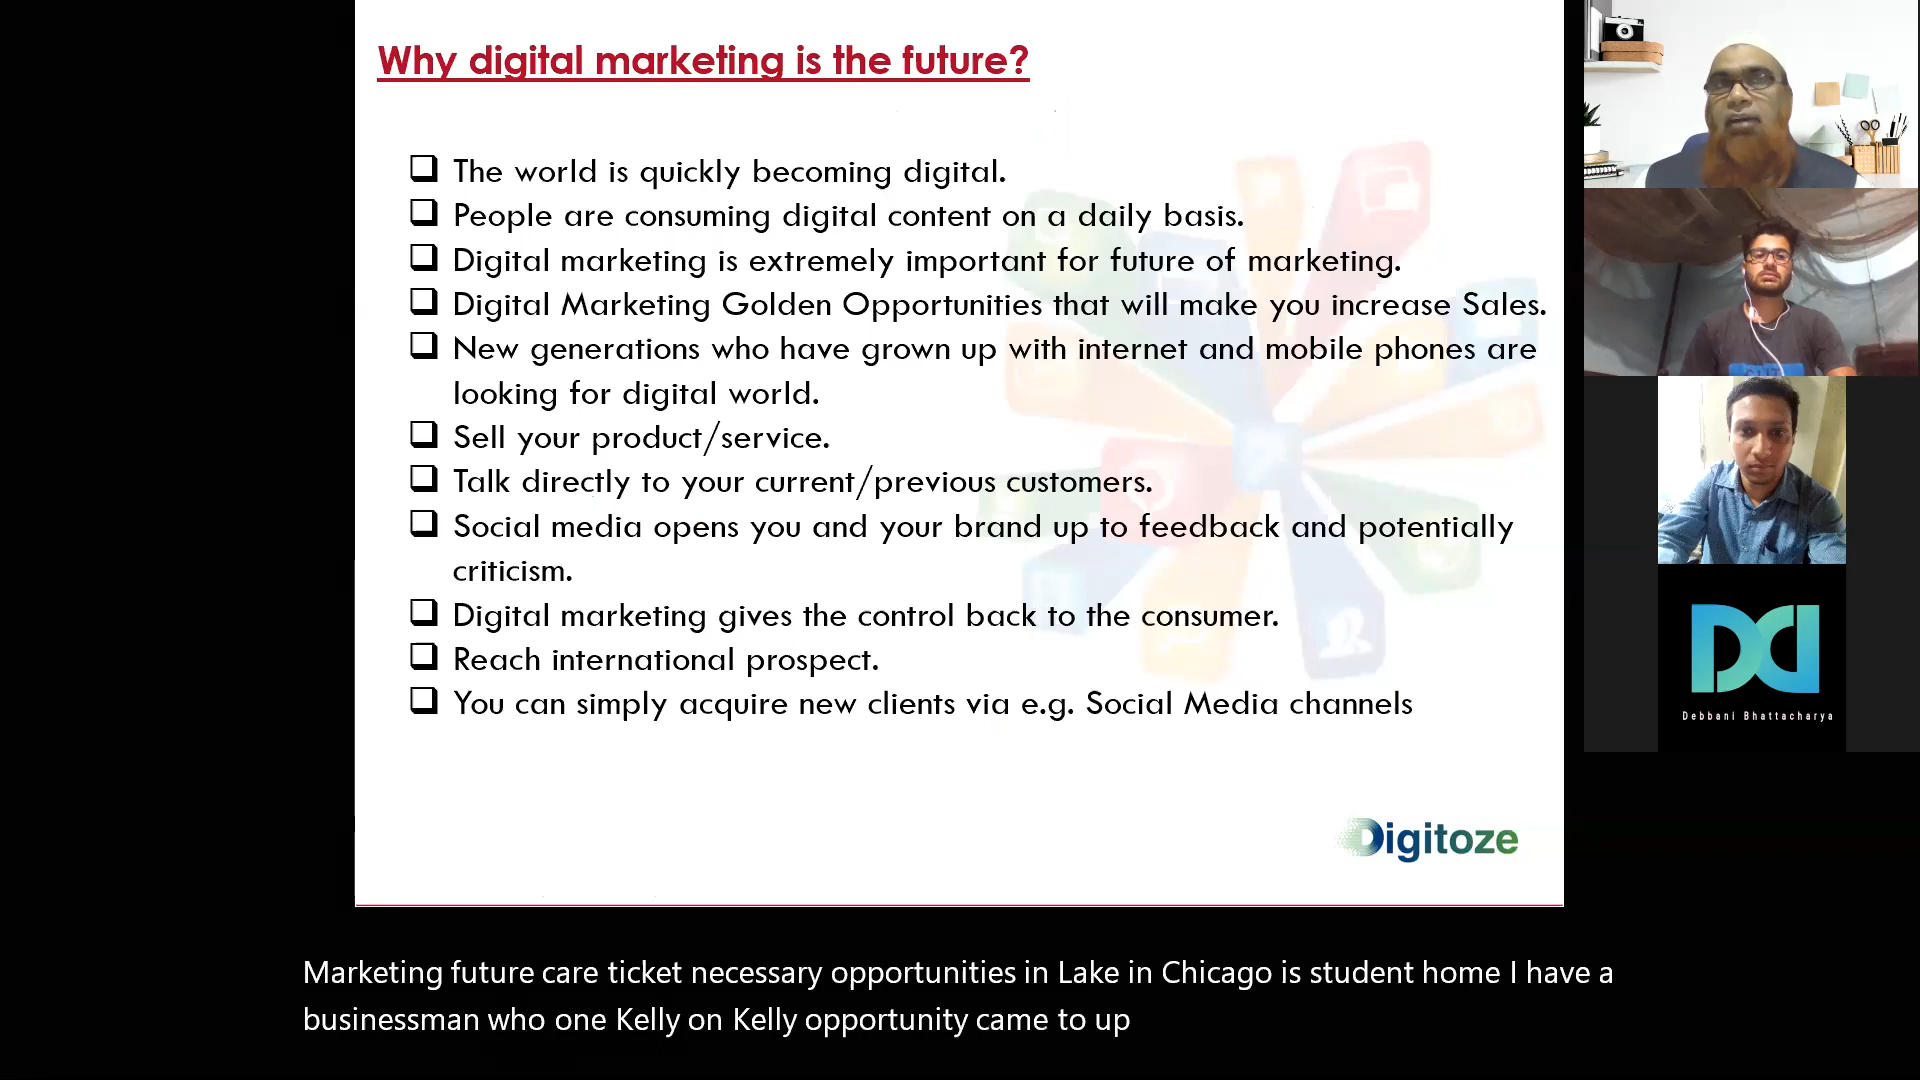 Why digital marketing is the future?
The world is quickly becoming digital.
People are consuming digital content on a daily basis.
Digital marketing is extremely important for future of marketing.
Digital Marketing Golden Opportunities that will make you increase Sales.
New generations who have grown up with internet and mobile phones are
looking for digital world.
Sell your product/service.
Talk directly to your current/previous customers.
Social media opens you and your brand up to feedback and potentially
criticism.
Digital marketing gives the control back to the consumer.
Reach international prospect.
You can simply acquire new clients via e.g. Social Media channels
Digitoze
Debbani Bhattacharya
Marketing future care ticket necessary opportunities in Lake in Chicago is student home I have a
businessman who one Kelly on Kelly opportunity came to up